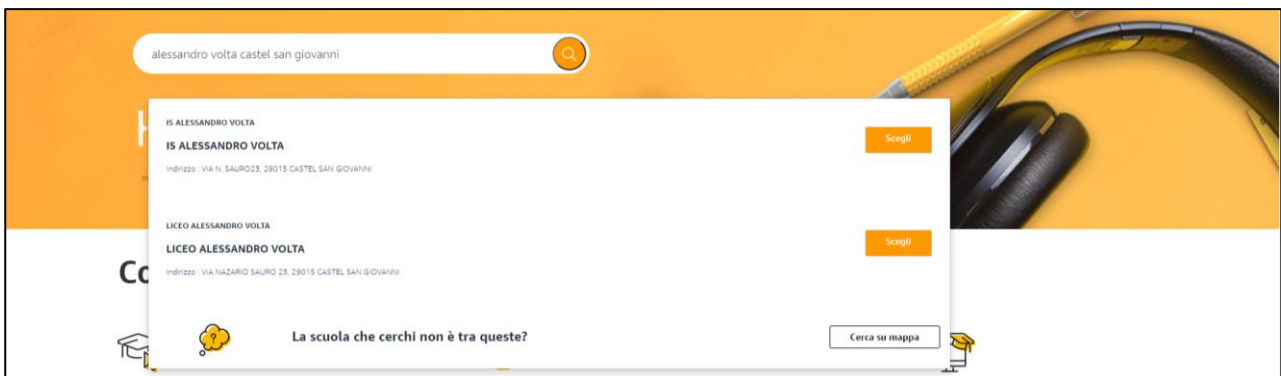 alessandro volta castel san giovanni
IS ALESSANDRO VOLTA
IS ALESSANDRO VOLTA
Scegli
Indirizzo : VIA N. SAURO23, 29015 CASTEL SAN GIOVANNI
LICEO ALESSANDRO VOLTA
LICEO ALESSANDRO VOLTA
Scegli
Indirizzo : VIA NAZARIO SAURO 23, 29015 CASTEL SAN GIOVANNI
La scuola che cerchi non è tra queste?
Cerca su mappa